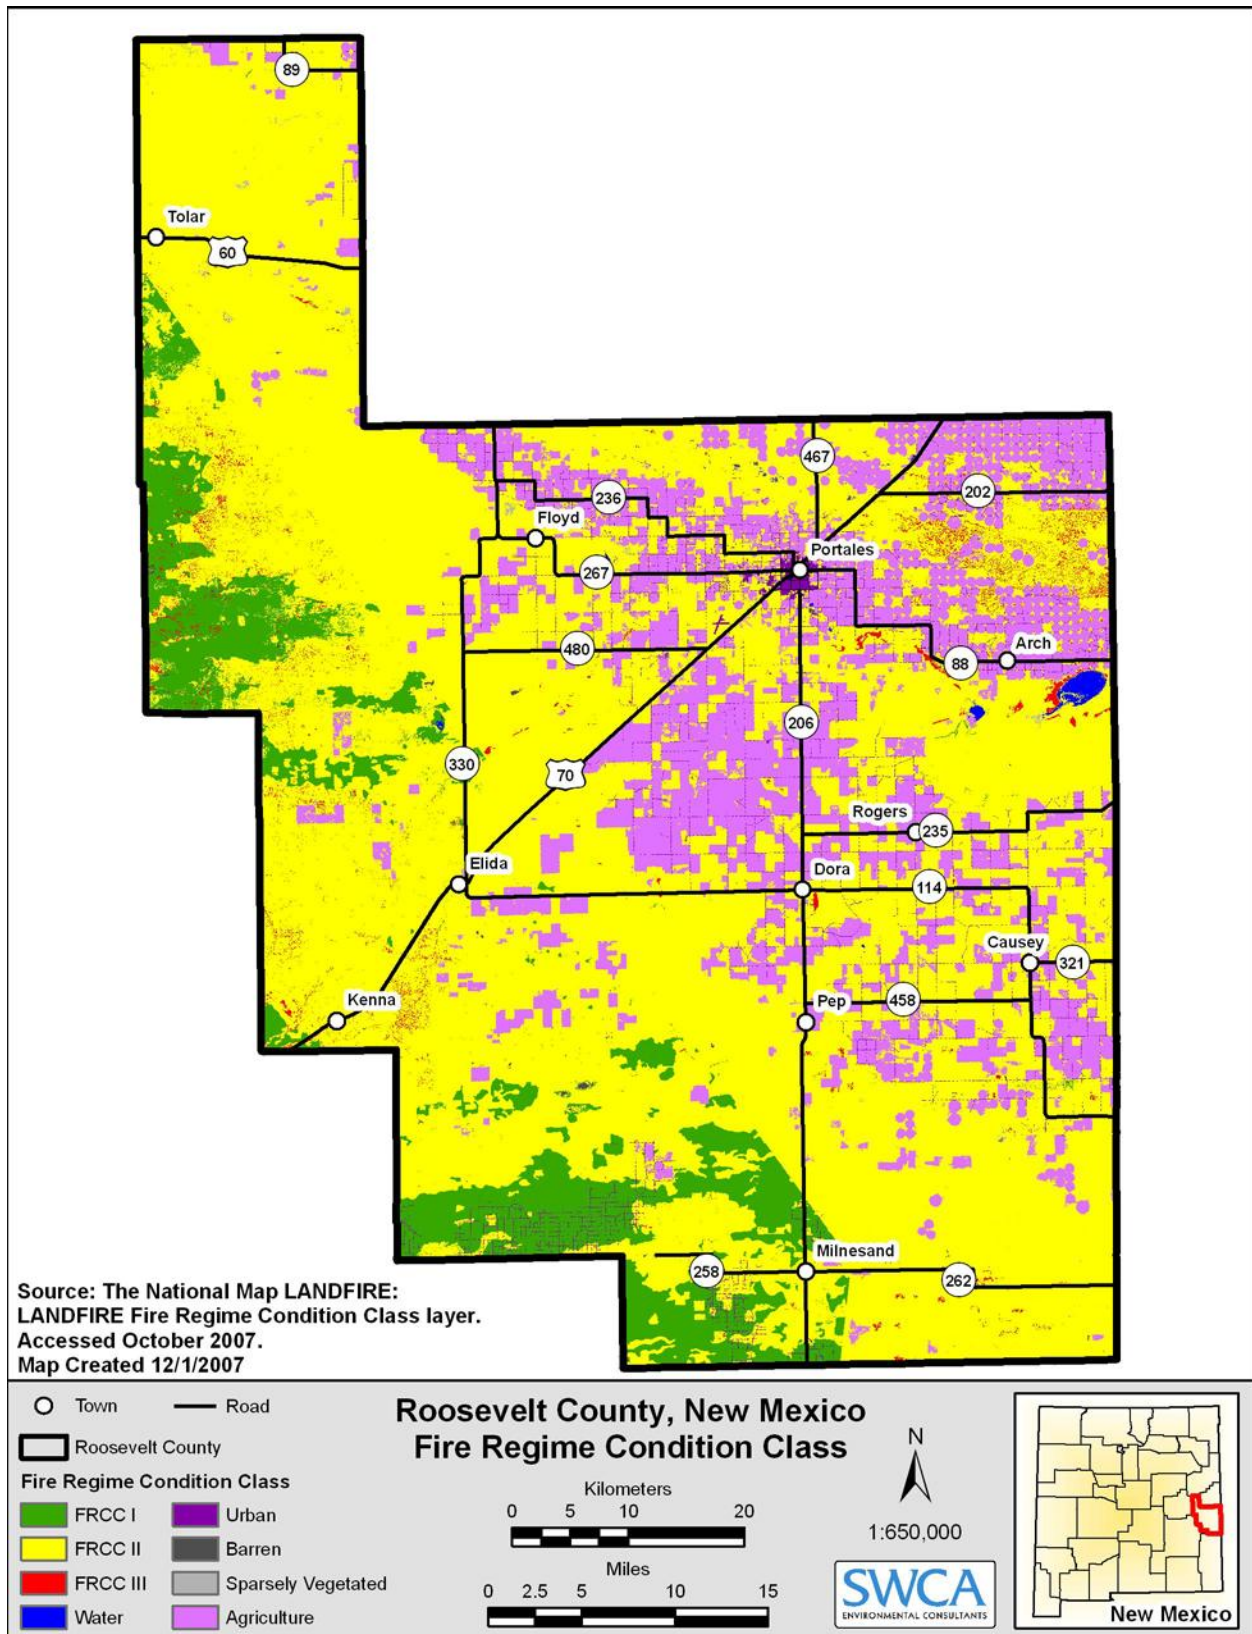 89
Tolar
60
467
202
236
Floyd
Portales
267
480
Arch
88
206
330
70
Rogers
235
Elida
Dora
114
Causey
321
Kenna
Pep
458
Milnesand
258
262
Source: The National Map LANDFIRE:
LANDFIRE Fire Regime Condition Class layer.
Accessed October 2007.
Map Created 12/1/2007
Town
Road
Roosevelt County
Fire Regime Condition Class
FRCC I
Urban
FRCC II
Barren
FRCC III
Sparsely Vegetated
Water
Agriculture
Roosevelt County, New Mexico
Fire Regime Condition Class
Kilometers
0 5 10 20
Miles
0 2.5 5 10 15
N
1:650,000
SWCA
ENVIRONMENTAL CONSULTANTS
New Mexico